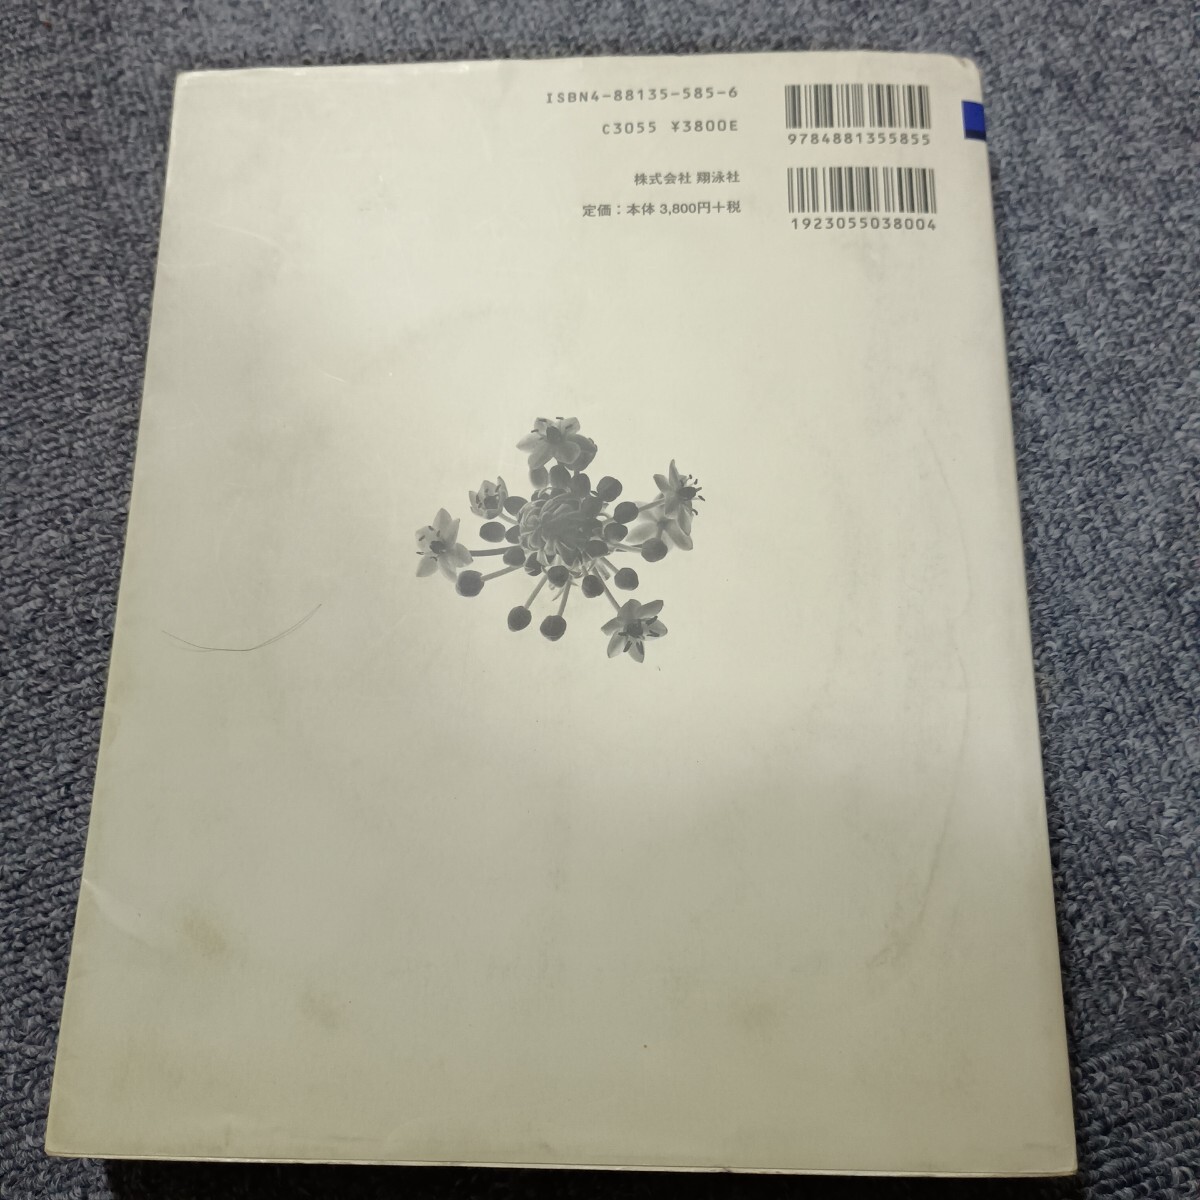 ISBN4-88135-585-6
C3055 ¥3800E
株式会社 翔泳社
定価：本体 3,800円＋税
9784881355855
1923055038004